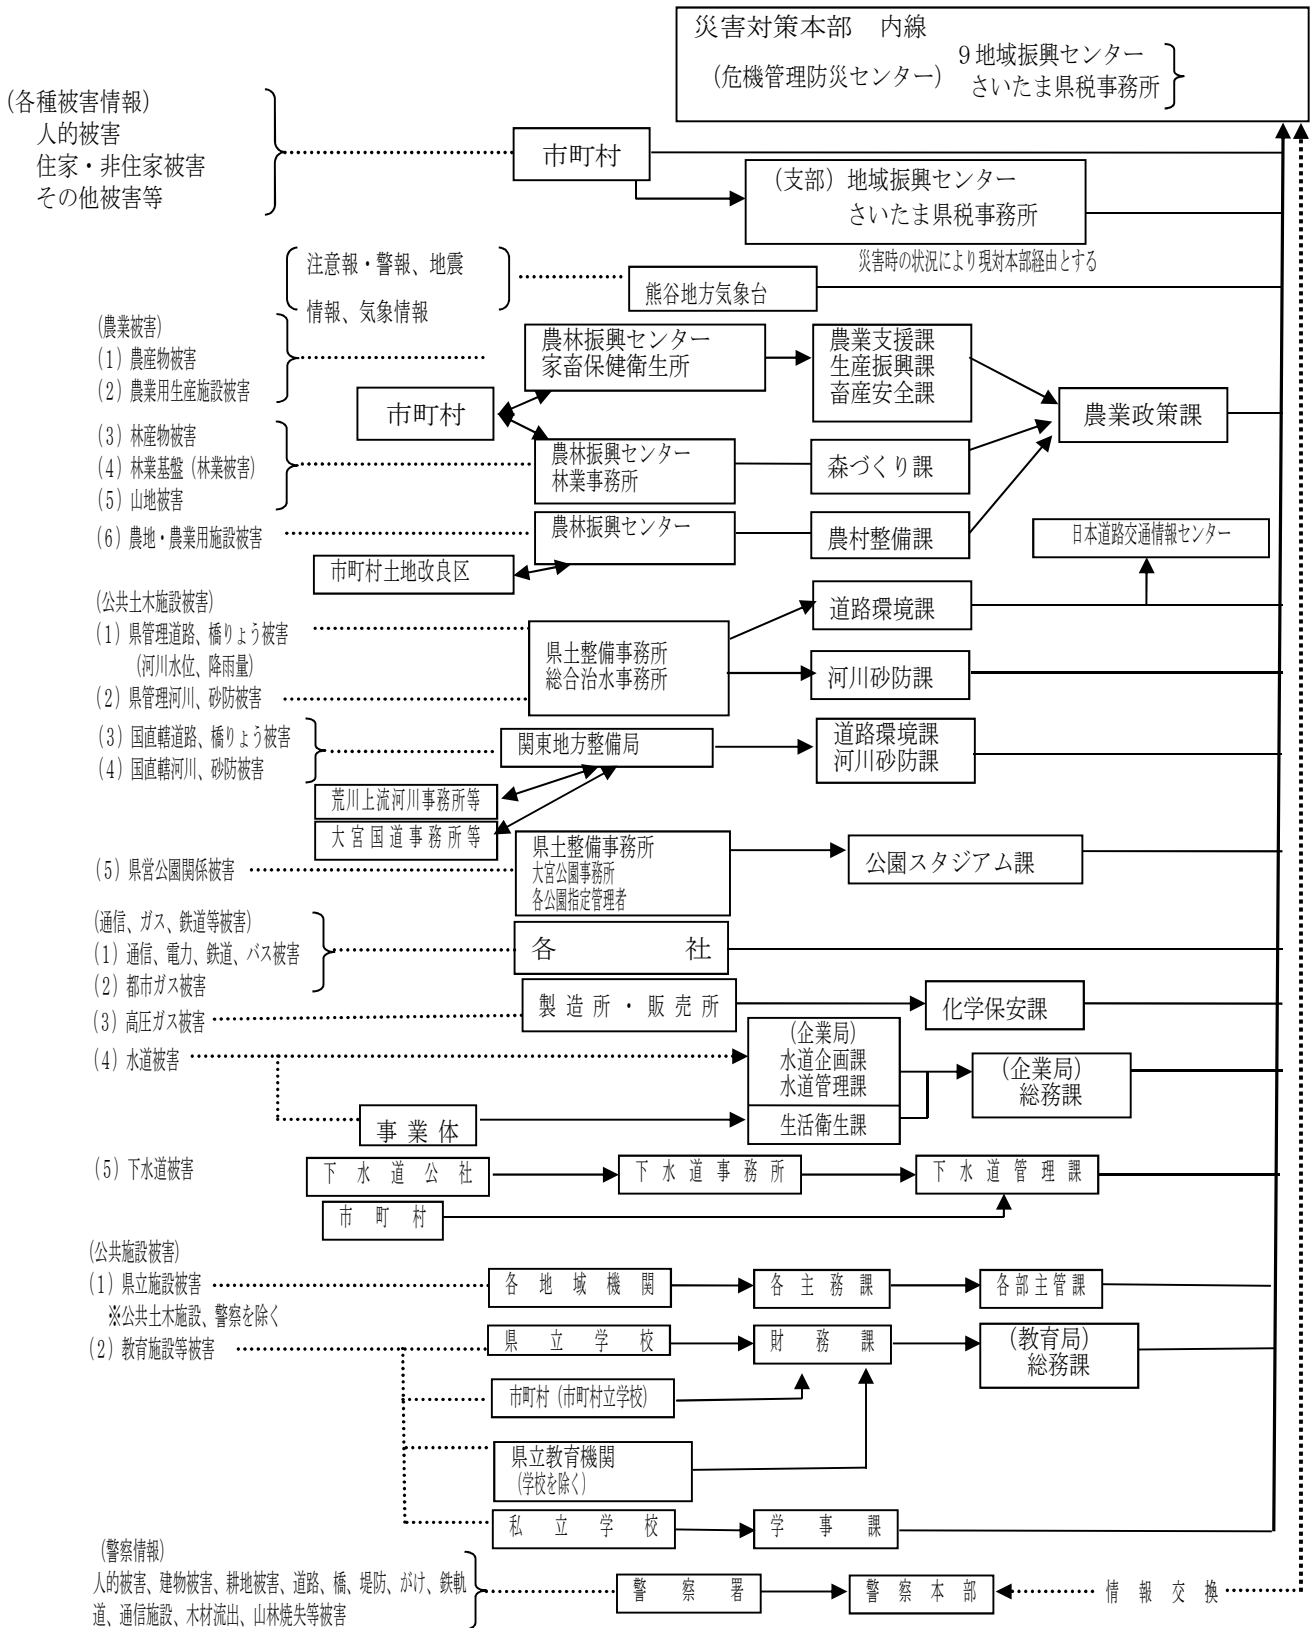 災害対策本部　内線
(危機管理防災センター)
９地域振興センター
さいたま県税事務所
(各種被害情報)
人的被害
住家・非住家被害
その他被害等
市町村
(支部) 地域振興センター
さいたま県税事務所
災害時の状況により現対本部経由とする
注意報・警報、地震
情報、気象情報
熊谷地方気象台
(農業被害)
(1) 農産物被害
(2) 農業用生産施設被害
農林振興センター
家畜保健衛生所
農業支援課
生産振興課
畜産安全課
市町村
農業政策課
(3) 林産物被害
(4) 林業基盤 (林業被害)
(5) 山地被害
農林振興センター
林業事務所
森づくり課
(6) 農地・農業用施設被害
農林振興センター
農村整備課
日本道路交通情報センター
市町村土地改良区
(公共土木施設被害)
(1) 県管理道路、橋りょう被害
(河川水位、降雨量)
(2) 県管理河川、砂防被害
県土整備事務所
総合治水事務所
道路環境課
河川砂防課
(3) 国直轄道路、橋りょう被害
(4) 国直轄河川、砂防被害
関東地方整備局
道路環境課
河川砂防課
荒川上流河川事務所等
大宮国道事務所等
(5) 県営公園関係被害
県土整備事務所
大宮公園事務所
各公園指定管理者
公園スタジアム課
(通信、ガス、鉄道等被害)
(1) 通信、電力、鉄道、バス被害
(2) 都市ガス被害
各　　社
(3) 高圧ガス被害
製造所・販売所
化学保安課
(4) 水道被害
(企業局)
水道企画課
水道管理課
生活衛生課
(企業局)
総務課
事業体
(5) 下水道被害
下水道公社
下水道事務所
下水道管理課
市町村
(公共施設被害)
(1) 県立施設被害
※公共土木施設、警察を除く
各地域機関
各主務課
各部主管課
(2) 教育施設等被害
県立学校
財務課
(教育局)
総務課
市町村 (市町村立学校)
県立教育機関
(学校を除く)
私立学校
学事課
(警察情報)
人的被害、建物被害、耕地被害、道路、橋、堤防、がけ、鉄軌
道、通信施設、木材流出、山林焼失等被害
警察署
警察本部
情報交換